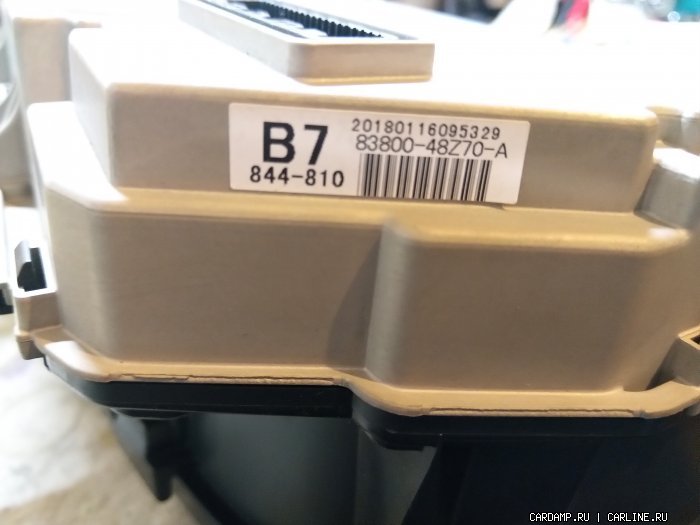 B7
844-810
20180116095329
83800-48Z70-A
CARDAMP.RU | CARLINE.RU